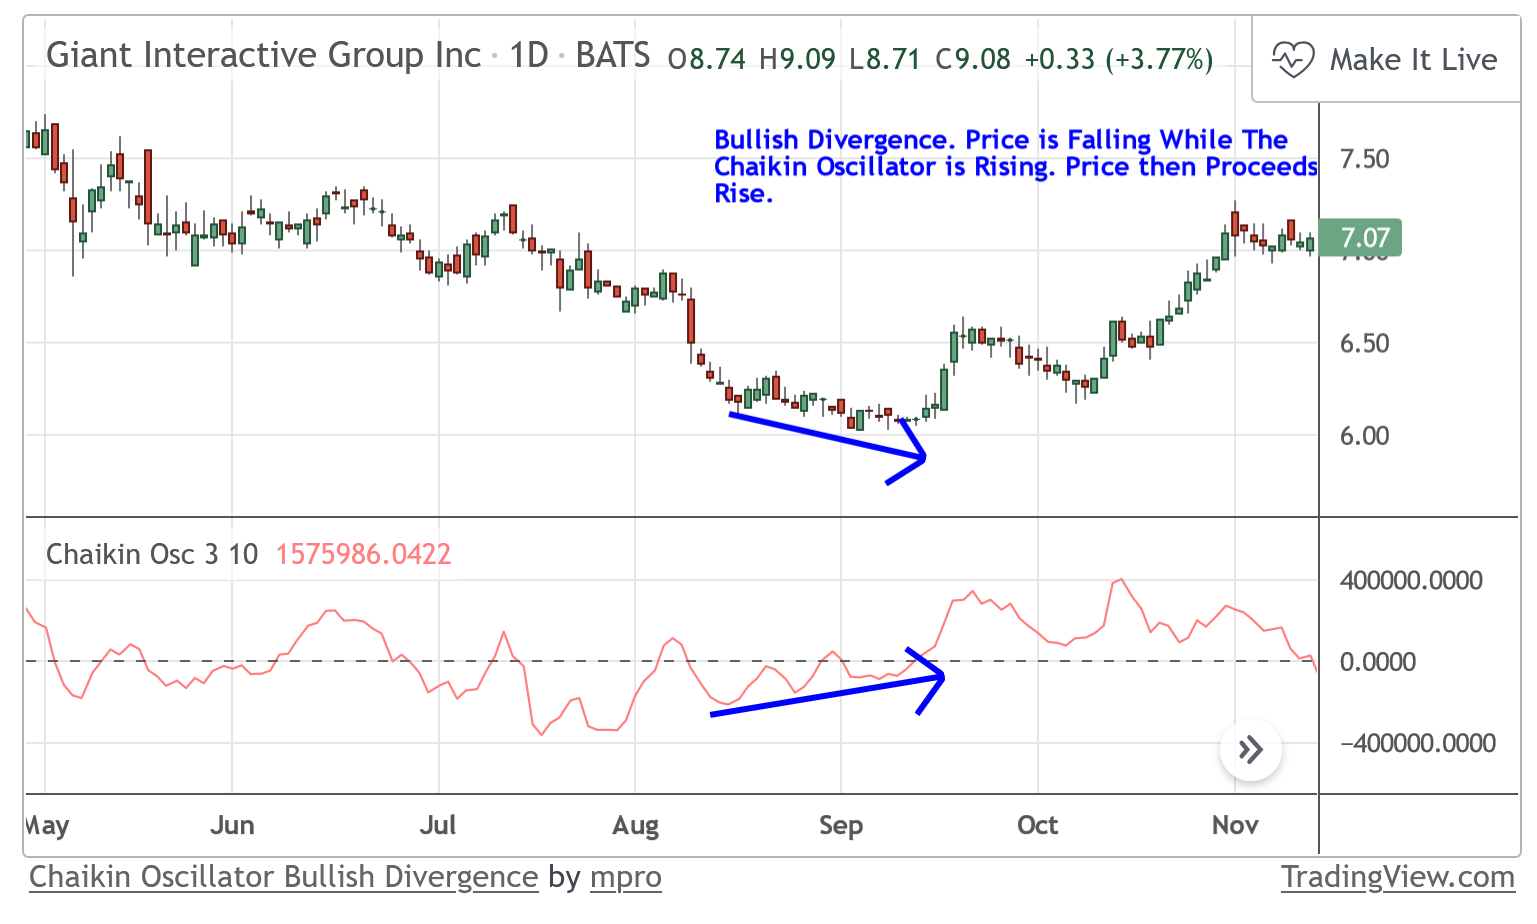 Giant Interactive Group Inc · 1D · BATS O8.74 H9.09 L8.71 C9.08 +0.33 (+3.77%)
Make It Live
Bullish Divergence. Price is Falling While The
Chaikin Oscillator is Rising. Price then Proceeds
Rise.
7.50
7.07
7.00
6.50
6.00
Chaikin Osc 3 10 1575986.0422
400000.0000
0.0000
−400000.0000
May Jun Jul Aug Sep Oct Nov
Chaikin Oscillator Bullish Divergence by mpro
TradingView.com